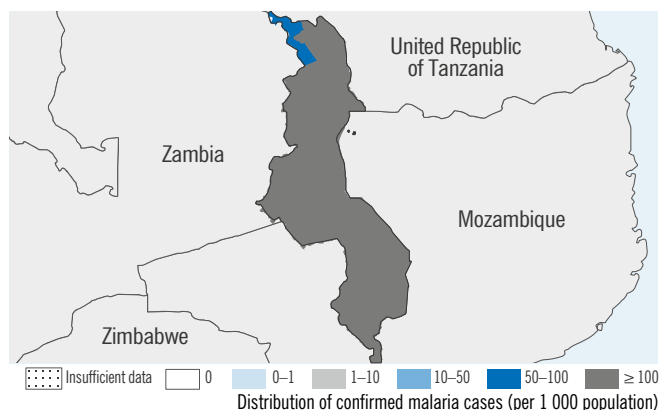 United Republic
of Tanzania
Zambia
Mozambique
Zimbabwe
Insufficient data 0 0–1 1–10 10–50 50–100 ≥ 100
Distribution of confirmed malaria cases (per 1 000 population)